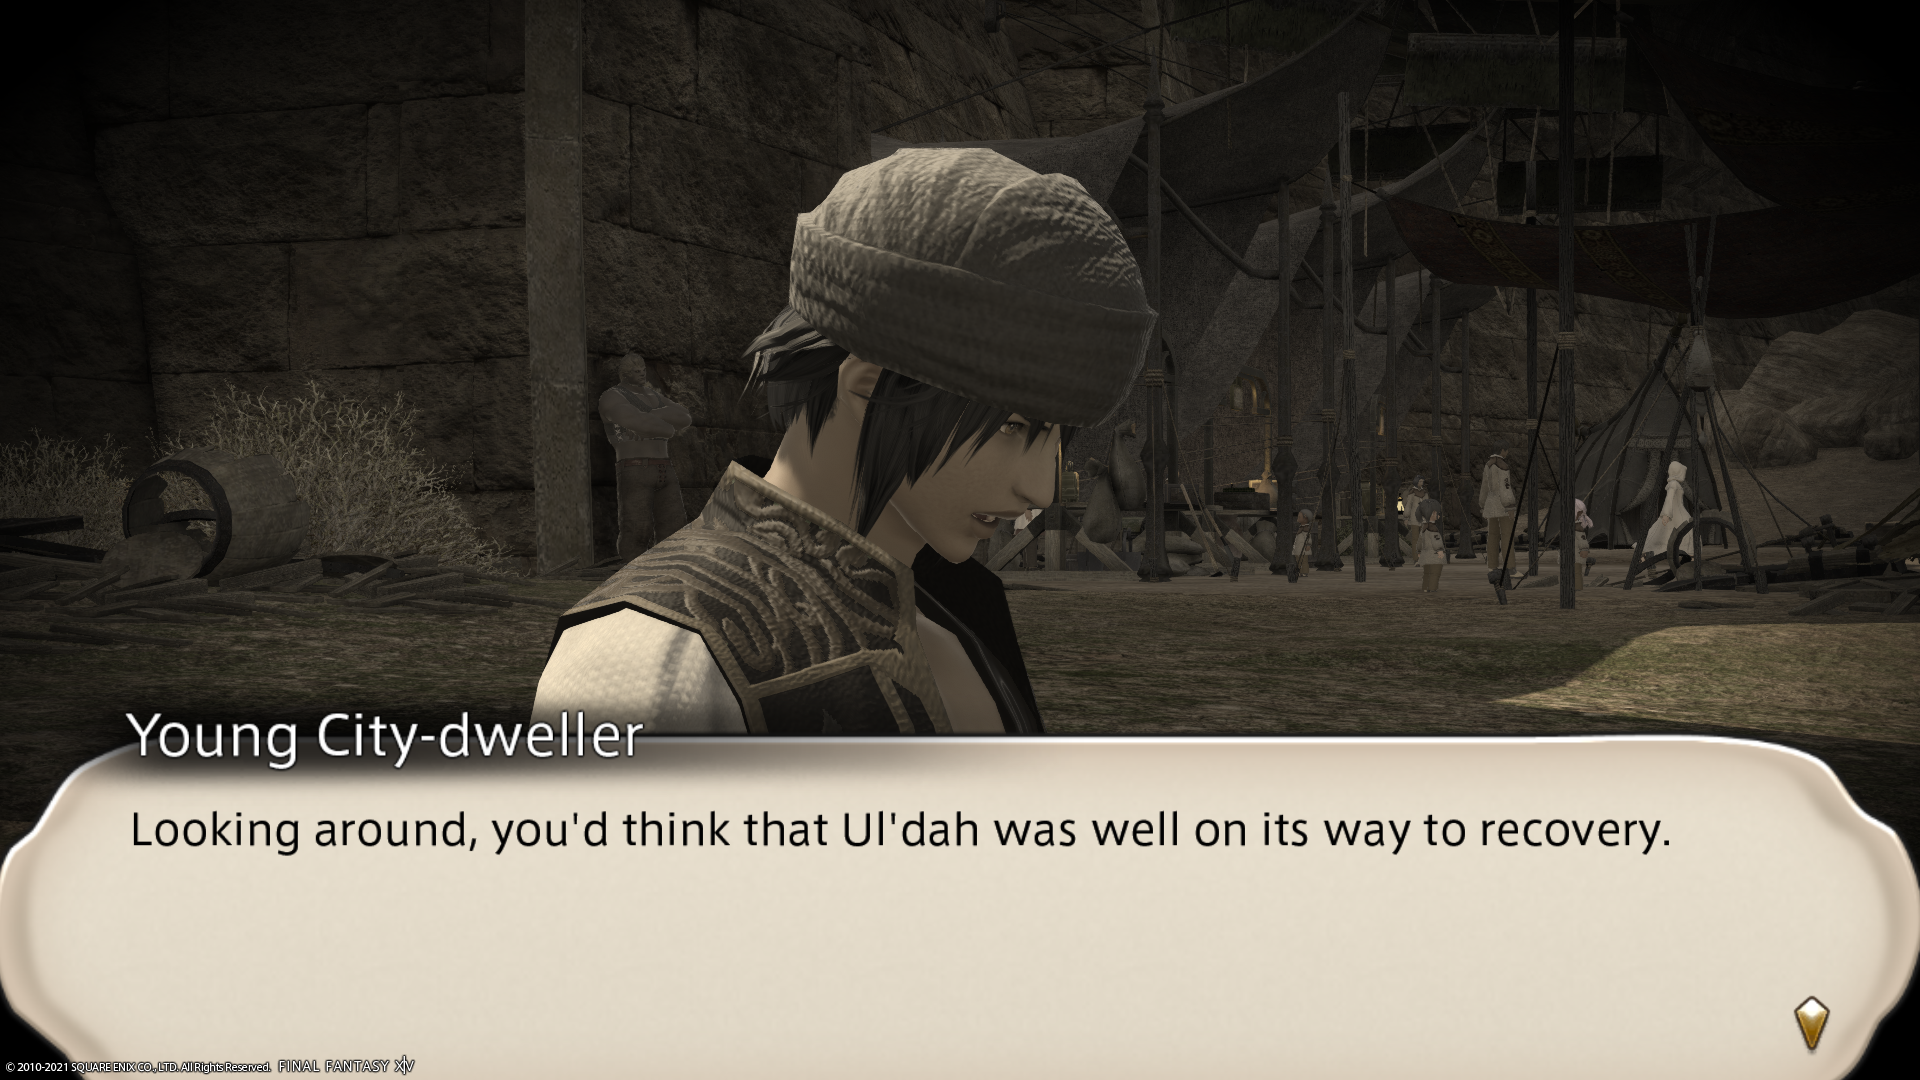 Young City-dweller
Looking around, you'd think that Ul'dah was well on its way to recovery.
© 2010-2021 SQUARE ENIX CO., LTD. All Rights Reserved. FINAL FANTASY XIV